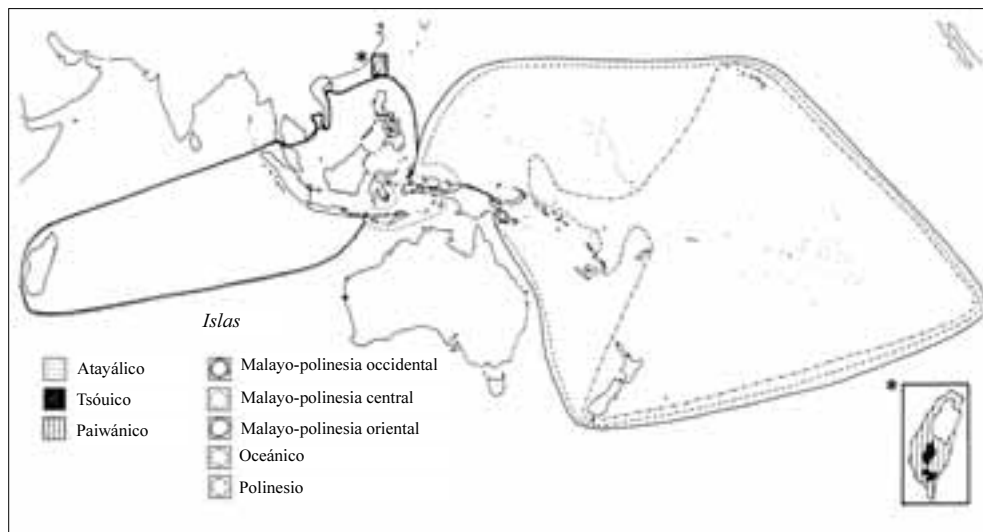 Islas
Atayálico
Tsóuico
Paiwánico
Malayo-polinesia occidental
Malayo-polinesia central
Malayo-polinesia oriental
Oceánico
Polinesio